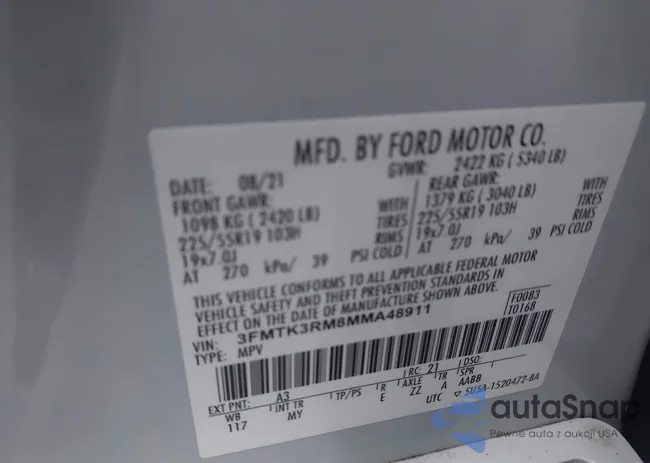 MFD. BY FORD MOTOR CO.
DATE: 08/21 GVWR: 2422 KG ( 5340 LB)
FRONT GAWR: REAR GAWR:
1098 KG ( 2420 LB) WITH 1379 KG ( 3040 LB) WITH
225/55R19 103H TIRES 225/55R19 103H TIRES
19x7.0J RIMS 19x7.0J RIMS
AT 270 kPa/ 39 PSI COLD AT 270 kPa/ 39 PSI COLD
THIS VEHICLE CONFORMS TO ALL APPLICABLE FEDERAL MOTOR
VEHICLE SAFETY AND THEFT PREVENTION STANDARDS IN
EFFECT ON THE DATE OF MANUFACTURE SHOWN ABOVE.
VIN: 3FMTK3RM8MMA48911 F0083
TYPE: MPV T0168
EXT PNT: A3 RC: 21 DSO:
WB INT TR TP/PS R AXLE TR SPR
117 MY E ZZ A AABB
UTC ▽ 5U5A-1520472-BA
autaSnap
Pewne auta z aukcji USA